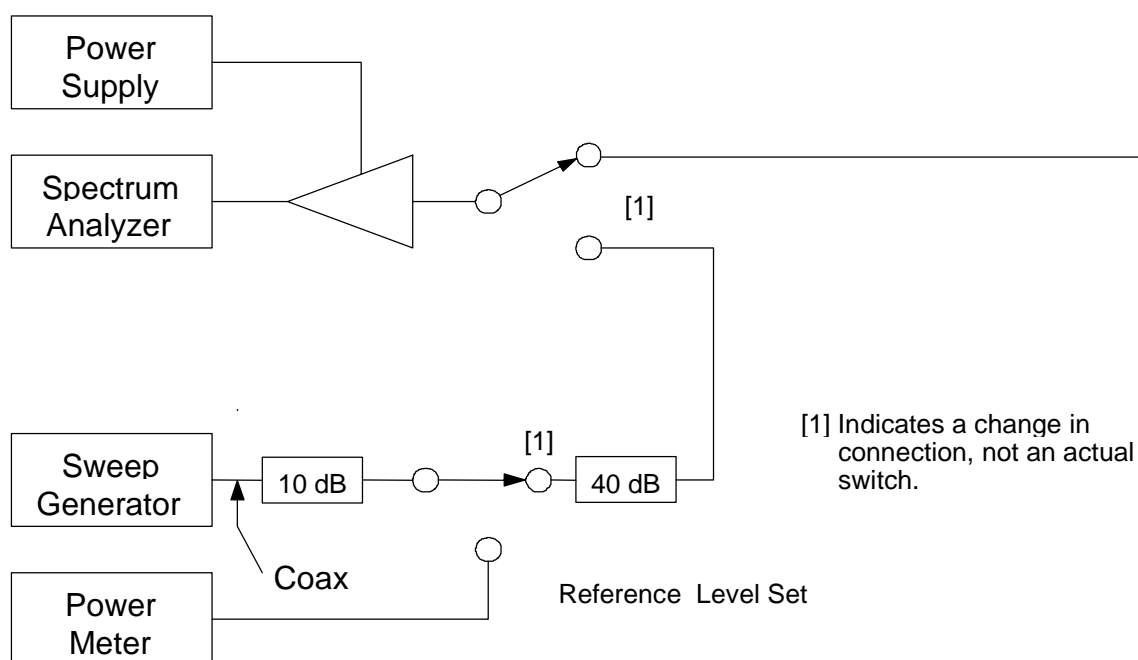 Power
Supply
Spectrum
Analyzer
[1]
Sweep
Generator
10 dB
[1]
40 dB
[1] Indicates a change in
connection, not an actual
switch.
Coax
Reference Level Set
Power
Meter